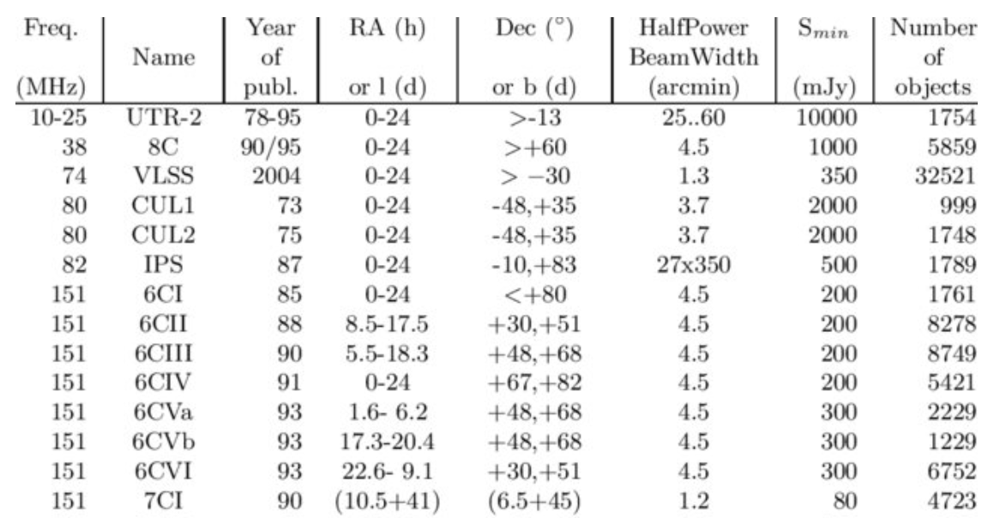 Freq. Year RA (h) Dec (°) HalfPower S_min Number
Name of BeamWidth of
(MHz) publ. or l (d) or b (d) (arcmin) (mJy) objects
10-25 UTR-2 78-95 0-24 >-13 25..60 10000 1754
38 8C 90/95 0-24 >+60 4.5 1000 5859
74 VLSS 2004 0-24 > −30 1.3 350 32521
80 CUL1 73 0-24 -48,+35 3.7 2000 999
80 CUL2 75 0-24 -48,+35 3.7 2000 1748
82 IPS 87 0-24 -10,+83 27x350 500 1789
151 6CI 85 0-24 <+80 4.5 200 1761
151 6CII 88 8.5-17.5 +30,+51 4.5 200 8278
151 6CIII 90 5.5-18.3 +48,+68 4.5 200 8749
151 6CIV 91 0-24 +67,+82 4.5 200 5421
151 6CVa 93 1.6- 6.2 +48,+68 4.5 300 2229
151 6CVb 93 17.3-20.4 +48,+68 4.5 300 1229
151 6CVI 93 22.6- 9.1 +30,+51 4.5 300 6752
151 7CI 90 (10.5+41) (6.5+45) 1.2 80 4723